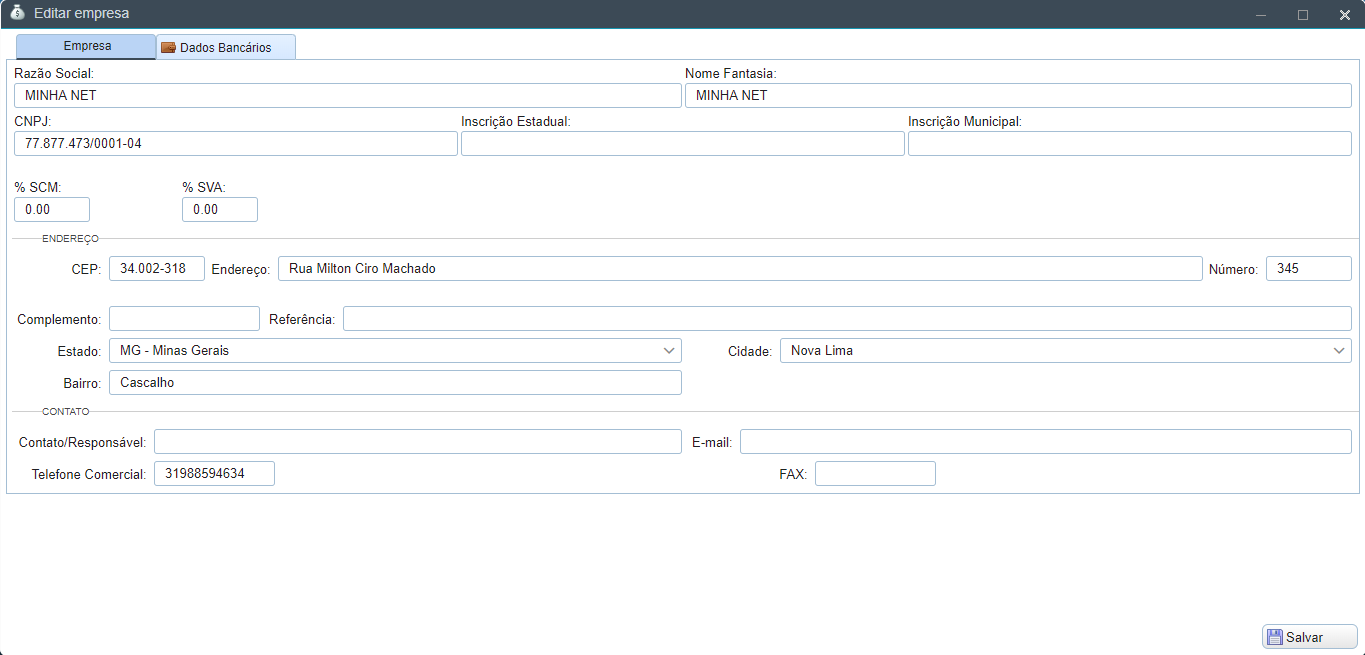 Editar empresa
Empresa Dados Bancários
Razão Social: Nome Fantasia:
MINHA NET MINHA NET
CNPJ: Inscrição Estadual: Inscrição Municipal:
77.877.473/0001-04
% SCM: % SVA:
0.00 0.00
ENDEREÇO
CEP: 34.002-318 Endereço: Rua Milton Ciro Machado Número: 345
Complemento: Referência:
Estado: MG - Minas Gerais Cidade: Nova Lima
Bairro: Cascalho
CONTATO
Contato/Responsável: E-mail:
Telefone Comercial: 31988594634 FAX:
Salvar